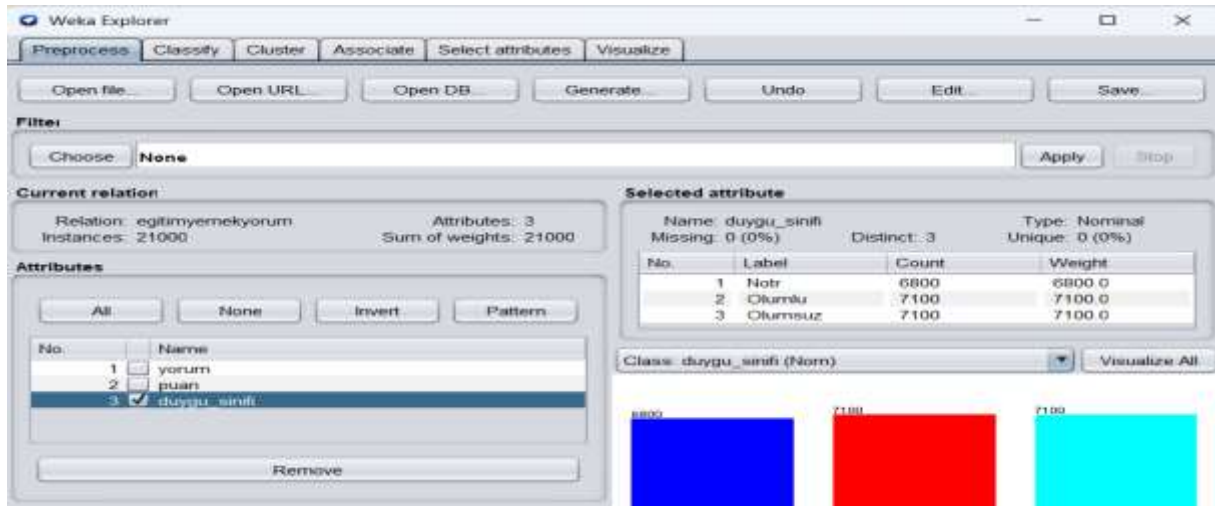 Weka Explorer
Preprocess Classify Cluster Associate Select attributes Visualize
Open file... Open URL... Open DB... Generate... Undo Edit... Save...
Filter
Choose None Apply Stop
Current relation
Relation: egitimyemekyorum Attributes: 3
Instances: 21000 Sum of weights: 21000
Attributes
All None Invert Pattern
No. Name
1 yorum
2 puan
3 duygu_sinifi
Remove
Selected attribute
Name: duygu_sinifi Type: Nominal
Missing: 0 (0%) Distinct: 3 Unique: 0 (0%)
No. Label Count Weight
1 Notr 6800 6800.0
2 Olumlu 7100 7100.0
3 Olumsuz 7100 7100.0
Class: duygu_sinifi (Nom) Visualize All
6800 7100 7100